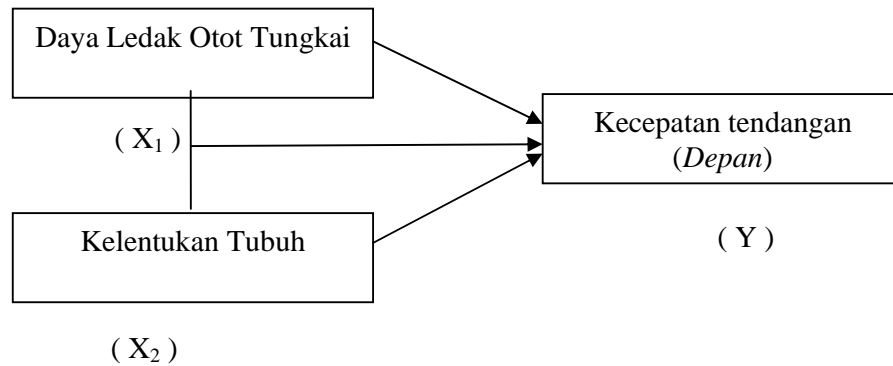 Daya Ledak Otot Tungkai
( X₁ )
Kecepatan tendangan
(Depan)
( Y )
Kelentukan Tubuh
( X₂ )